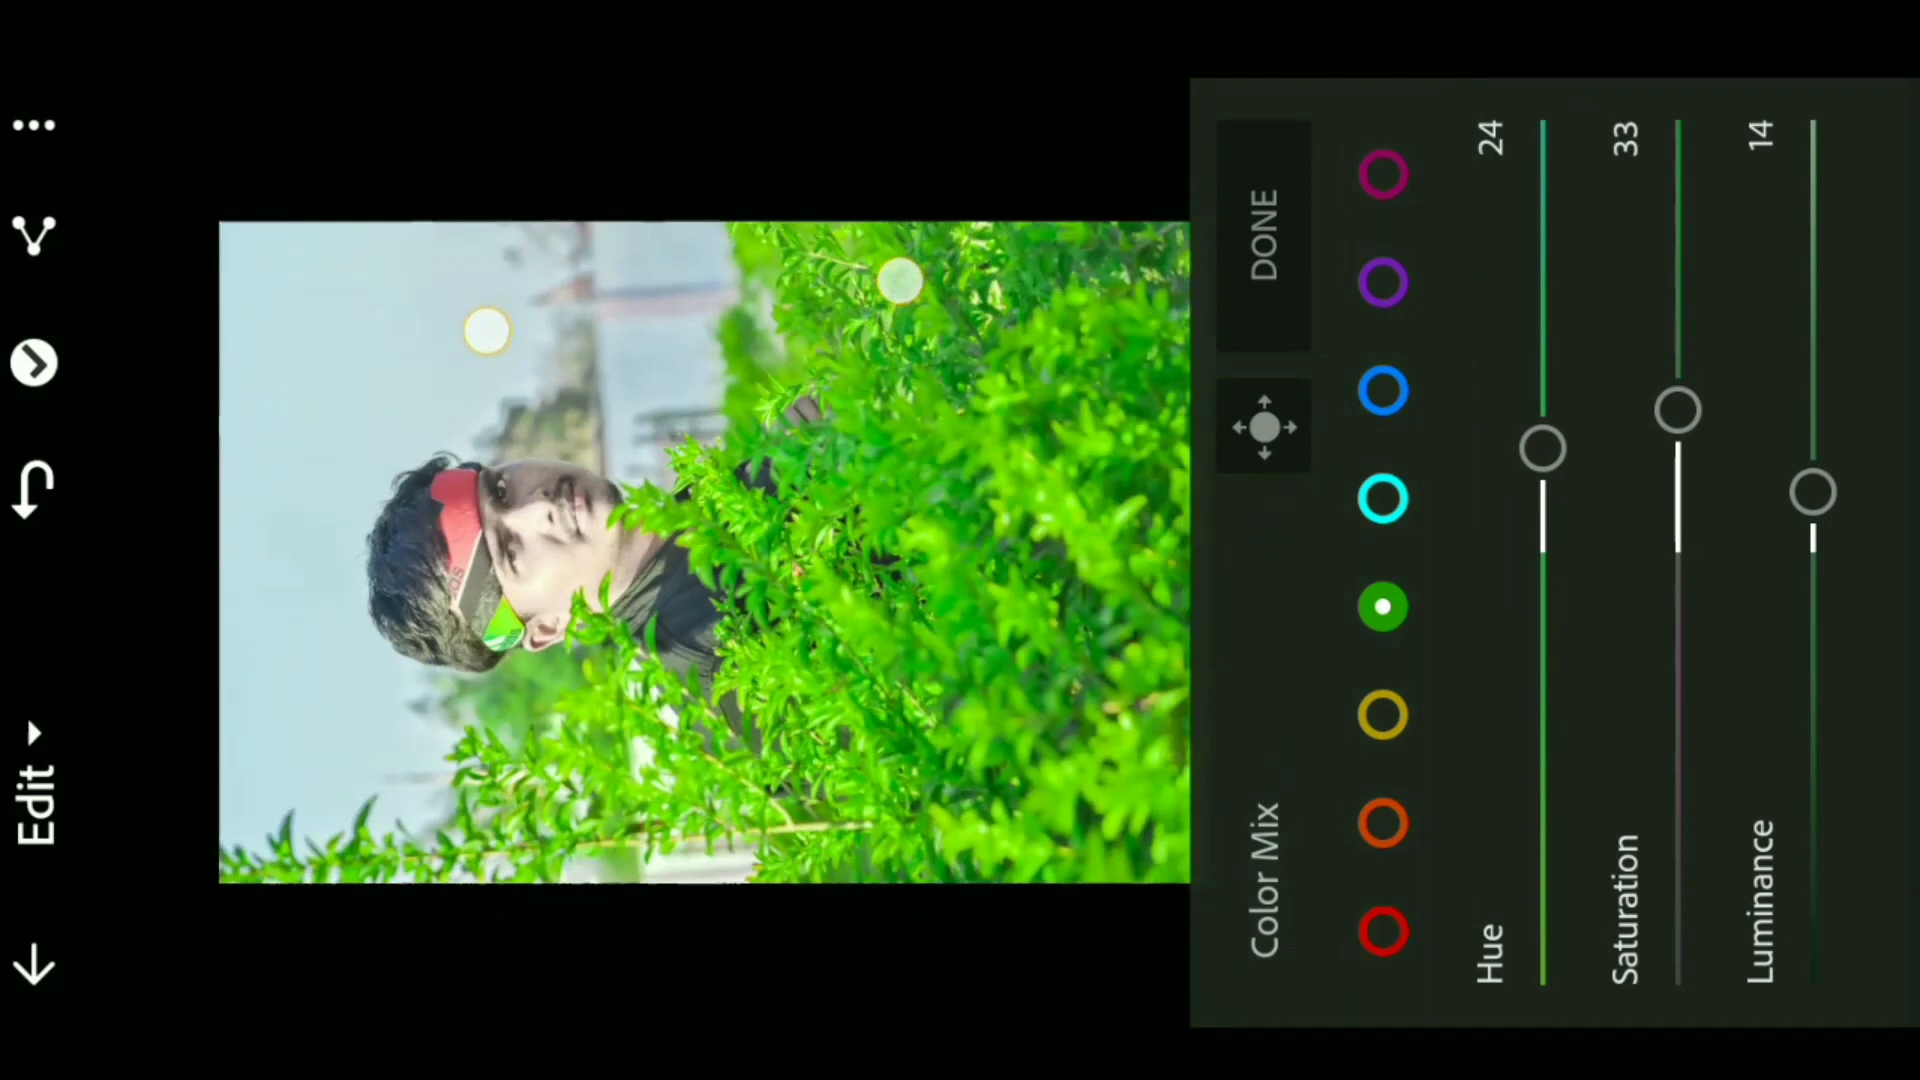 Edit
Color Mix
DONE
Hue
24
Saturation
33
Luminance
14